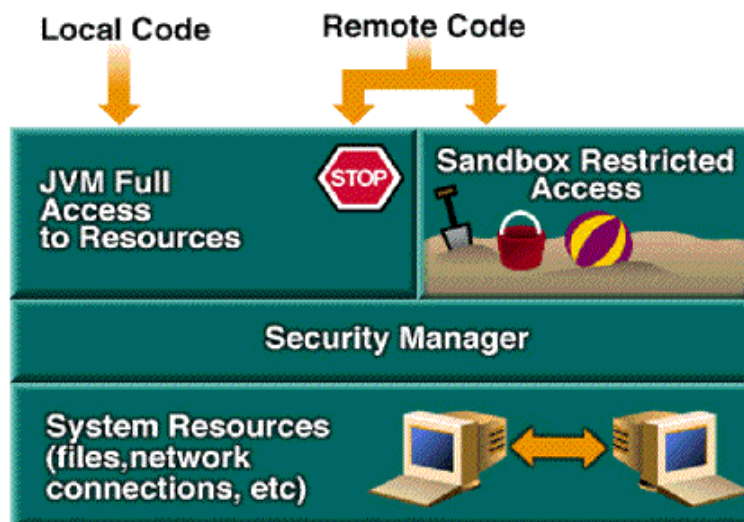 Local Code
Remote Code
JVM Full
Access
to Resources
STOP
Sandbox Restricted
Access
Security Manager
System Resources
(files,network
connections, etc)